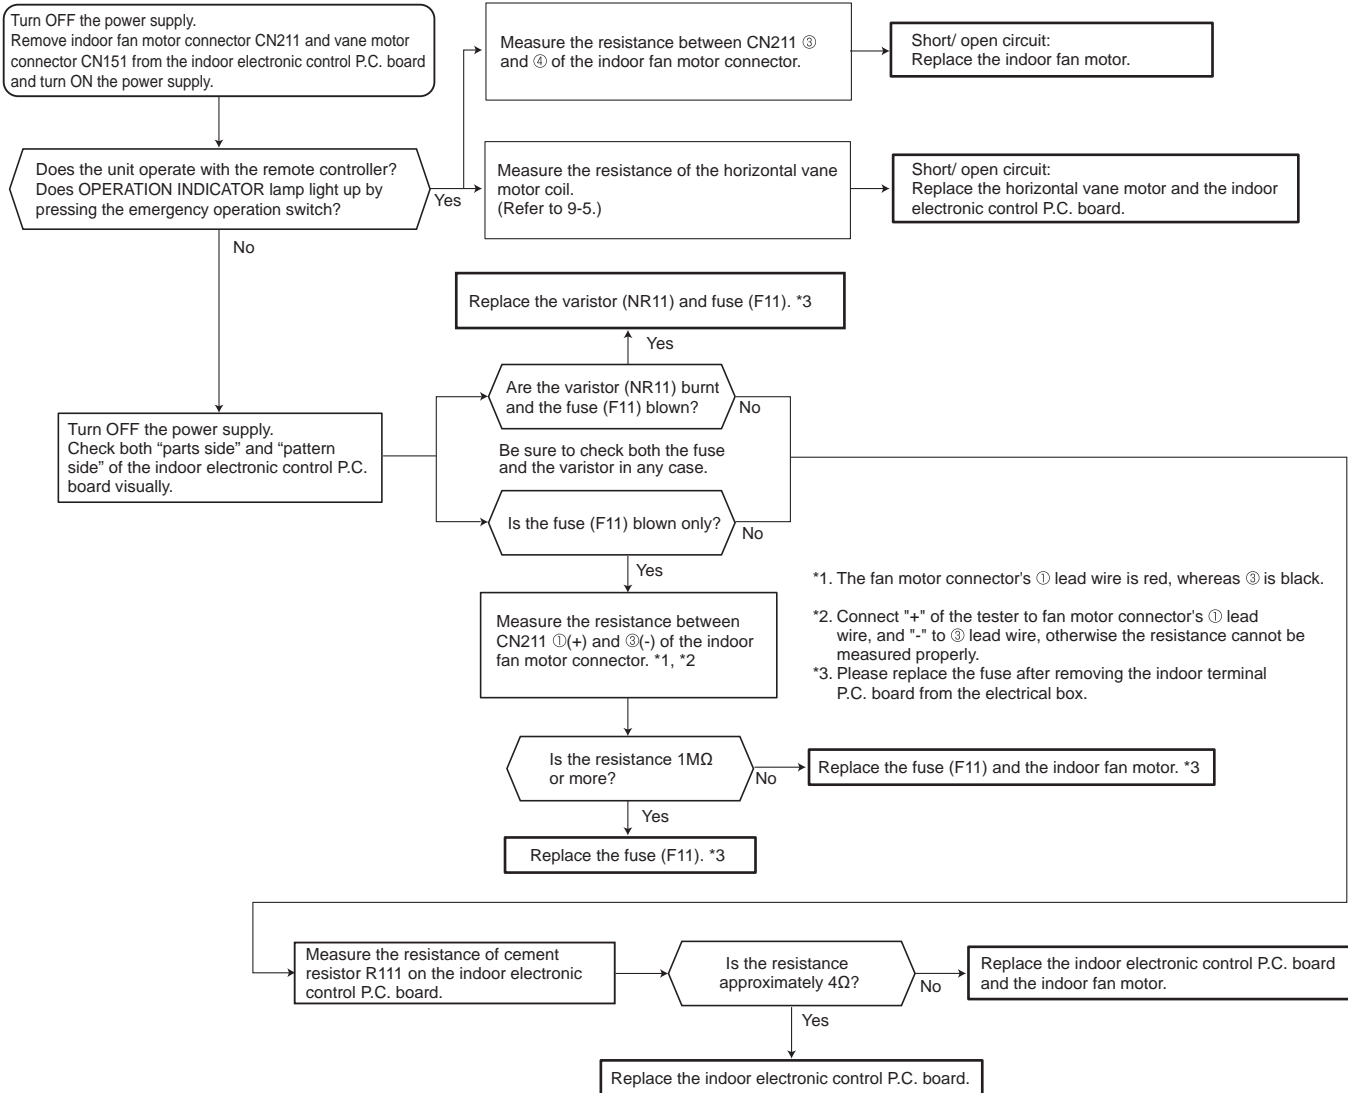 Turn OFF the power supply.
Remove indoor fan motor connector CN211 and vane motor
connector CN151 from the indoor electronic control P.C. board
and turn ON the power supply.
Measure the resistance between CN211 ③
and ④ of the indoor fan motor connector.
Short/ open circuit:
Replace the indoor fan motor.
Does the unit operate with the remote controller?
Does OPERATION INDICATOR lamp light up by
pressing the emergency operation switch?
Yes
Measure the resistance of the horizontal vane
motor coil.
(Refer to 9-5.)
Short/ open circuit:
Replace the horizontal vane motor and the indoor
electronic control P.C. board.
No
Replace the varistor (NR11) and fuse (F11). *3
Yes
Are the varistor (NR11) burnt
and the fuse (F11) blown?
No
Turn OFF the power supply.
Check both “parts side” and “pattern
side” of the indoor electronic control P.C.
board visually.
Be sure to check both the fuse
and the varistor in any case.
Is the fuse (F11) blown only?
No
Yes
Measure the resistance between
CN211 ①(+) and ③(-) of the indoor
fan motor connector. *1, *2
*1. The fan motor connector's ① lead wire is red, whereas ③ is black.
*2. Connect "+" of the tester to fan motor connector's ① lead
wire, and "-" to ③ lead wire, otherwise the resistance cannot be
measured properly.
*3. Please replace the fuse after removing the indoor terminal
P.C. board from the electrical box.
Is the resistance 1MΩ
or more?
No
Replace the fuse (F11) and the indoor fan motor. *3
Yes
Replace the fuse (F11). *3
Measure the resistance of cement
resistor R111 on the indoor electronic
control P.C. board.
Is the resistance
approximately 4Ω?
No
Replace the indoor electronic control P.C. board
and the indoor fan motor.
Yes
Replace the indoor electronic control P.C. board.